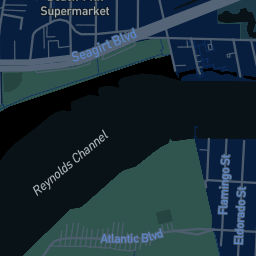 Supermarket
Seagirt Blvd
Reynolds Channel
Flamingo St
Eldorado St
Atlantic Blvd